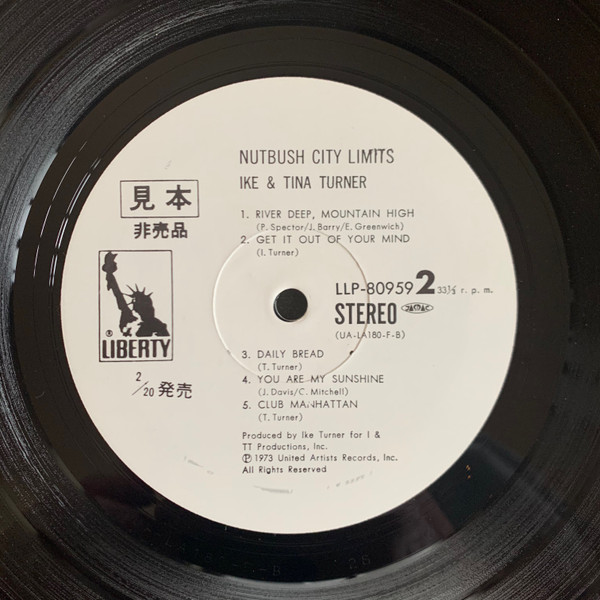 NUTBUSH CITY LIMITS
IKE & TINA TURNER
見本
非売品
1. RIVER DEEP, MOUNTAIN HIGH
(P. Spector/J. Barry/E. Greenwich)
2. GET IT OUT OF YOUR MIND
(I. Turner)
LLP-80959 2 33⅓ r. p. m.
STEREO JASRAC
(UA-LA180-F-B)
® LIBERTY
2/20 発売
3. DAILY BREAD
(T. Turner)
4. YOU ARE MY SUNSHINE
(J. Davis/C. Mitchell)
5. CLUB MANHATTAN
(T. Turner)
Produced by Ike Turner for I &
TT Productions, Inc.
℗ 1973 United Artists Records, Inc.
All Rights Reserved